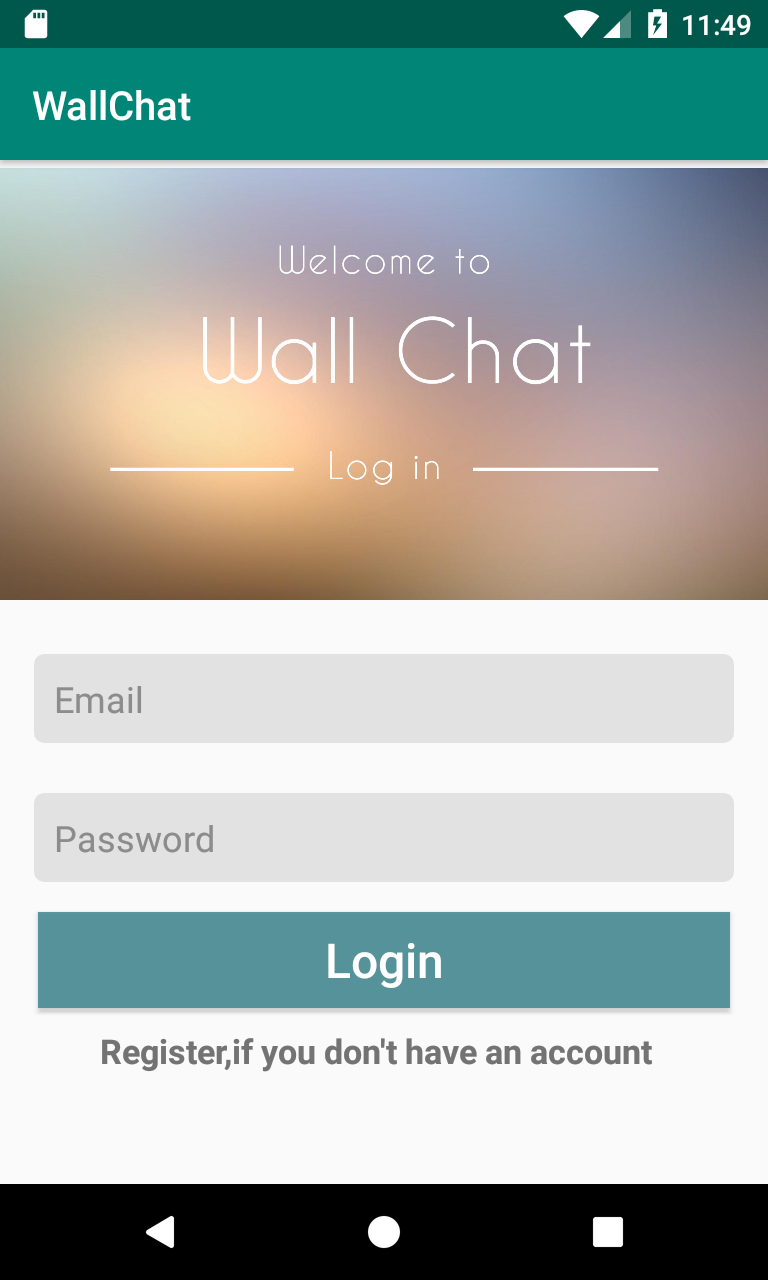 11:49
WallChat
Welcome to
Wall Chat
Log in
Email
Password
Login
Register,if you don't have an account